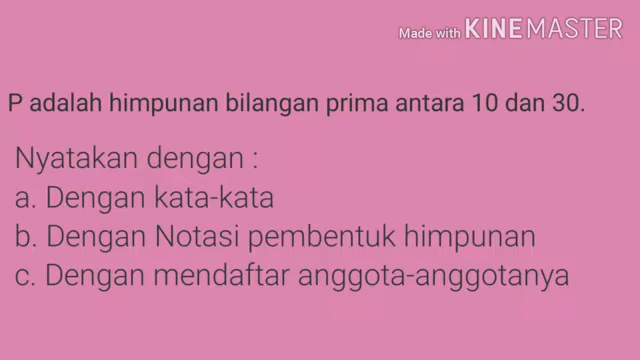 Made with KINEMASTER
P adalah himpunan bilangan prima antara 10 dan 30.
Nyatakan dengan :
a. Dengan kata-kata
b. Dengan Notasi pembentuk himpunan
c. Dengan mendaftar anggota-anggotanya